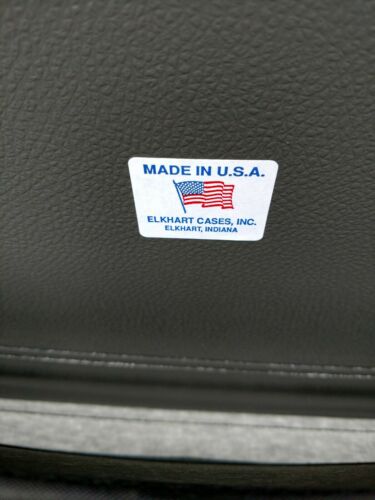 MADE IN U.S.A.
ELKHART CASES, INC.
ELKHART, INDIANA